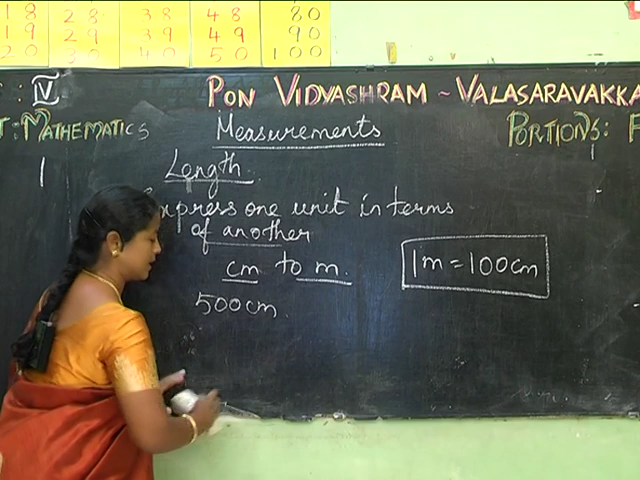 18 28 38 48 80
19 29 39 49 90
20 30 40 50 100
: IV PON VIDYASHRAM ~ VALASARAVAKKA
T: MATHEMATICS Measurements PORTIONS:
1 Length
Express one unit in terms
of another
cm to m. 1m = 100cm
500cm